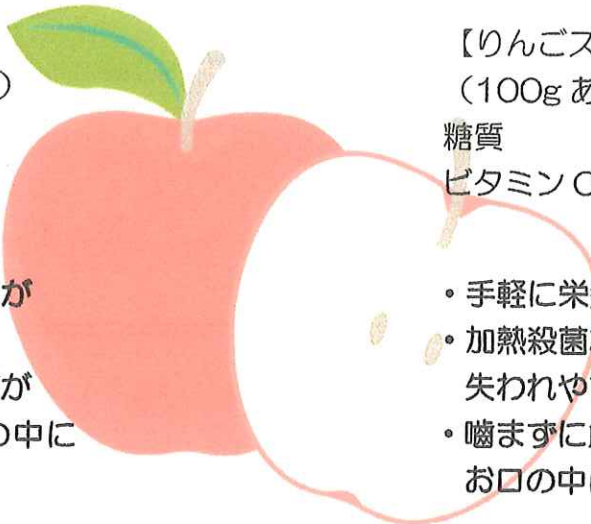 ）
が
が
の中に
【りんごス
（100g あ
糖質
ビタミンC
・手軽に栄
・加熱殺菌
失われや
・噛まずに
お口の中に